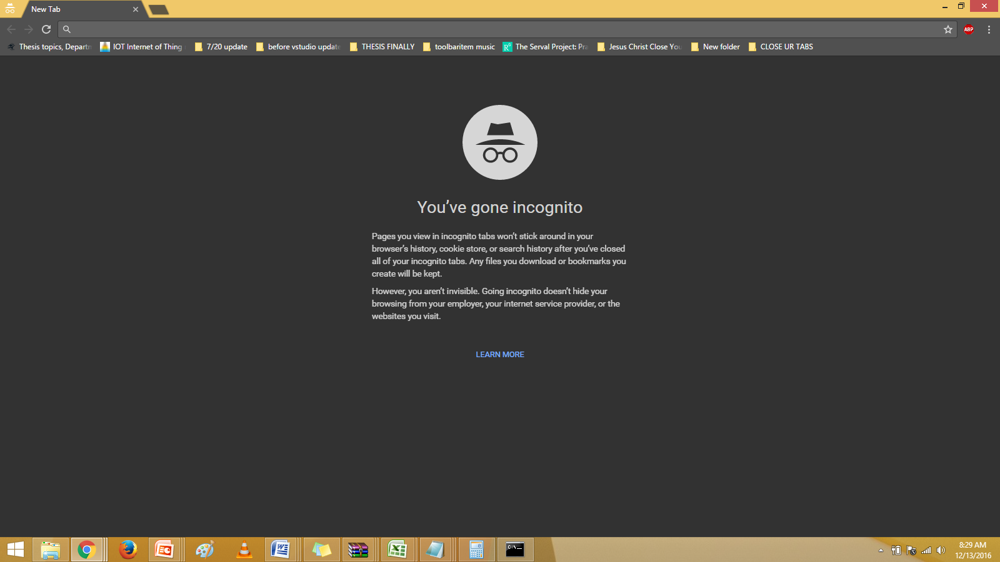 New Tab
ABP
Thesis topics, Departm IOT Internet of Thing 7/20 update before vstudio update THESIS FINALLY toolbaritem music R⁶ The Serval Project: Pra Jesus Christ Close You New folder CLOSE UR TABS
You’ve gone incognito
Pages you view in incognito tabs won’t stick around in your
browser’s history, cookie store, or search history after you’ve closed
all of your incognito tabs. Any files you download or bookmarks you
create will be kept.
However, you aren’t invisible. Going incognito doesn’t hide your
browsing from your employer, your internet service provider, or the
websites you visit.
LEARN MORE
8:29 AM
12/13/2016